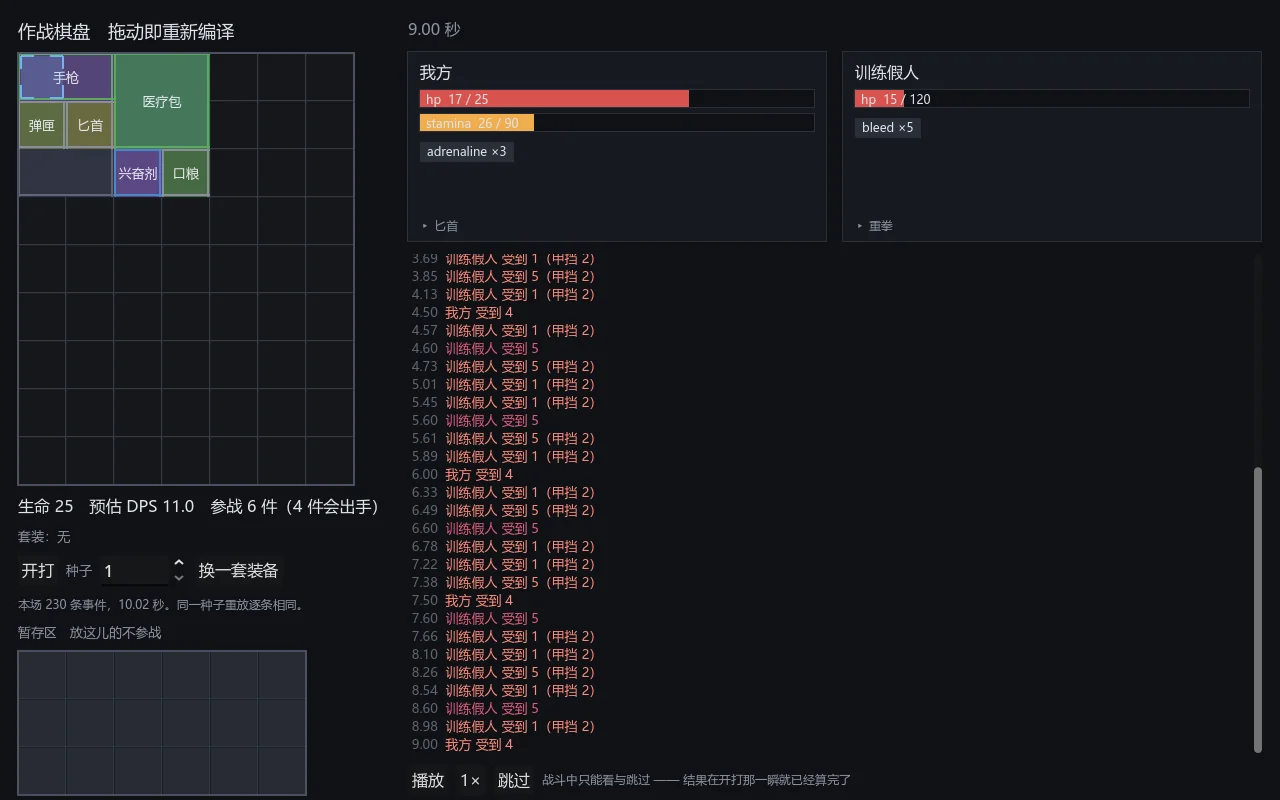 作战棋盘 拖动即重新编译
手枪
医疗包
弹匣
匕首
兴奋剂
口粮
生命 25 预估 DPS 11.0 参战 6 件（4 件会出手）
套装：无
开打 种子 1 换一套装备
本场 230 条事件，10.02 秒。同一种子重放逐条相同。
暂存区 放这儿的不参战
9.00 秒
我方
hp 17 / 25
stamina 26 / 90
adrenaline ×3
‣ 匕首
训练假人
hp 15 / 120
bleed ×5
‣ 重拳
3.69 训练假人 受到 1（甲挡 2）
3.85 训练假人 受到 5（甲挡 2）
4.13 训练假人 受到 1（甲挡 2）
4.50 我方 受到 4
4.57 训练假人 受到 1（甲挡 2）
4.60 训练假人 受到 5
4.73 训练假人 受到 5（甲挡 2）
5.01 训练假人 受到 1（甲挡 2）
5.45 训练假人 受到 1（甲挡 2）
5.60 训练假人 受到 5
5.61 训练假人 受到 5（甲挡 2）
5.89 训练假人 受到 1（甲挡 2）
6.00 我方 受到 4
6.33 训练假人 受到 1（甲挡 2）
6.49 训练假人 受到 5（甲挡 2）
6.60 训练假人 受到 5
6.78 训练假人 受到 1（甲挡 2）
7.22 训练假人 受到 1（甲挡 2）
7.38 训练假人 受到 5（甲挡 2）
7.50 我方 受到 4
7.60 训练假人 受到 5
7.66 训练假人 受到 1（甲挡 2）
8.10 训练假人 受到 1（甲挡 2）
8.26 训练假人 受到 5（甲挡 2）
8.54 训练假人 受到 1（甲挡 2）
8.60 训练假人 受到 5
8.98 训练假人 受到 1（甲挡 2）
9.00 我方 受到 4
播放 1× 跳过 战斗中只能看与跳过 —— 结果在开打那一瞬就已经算完了